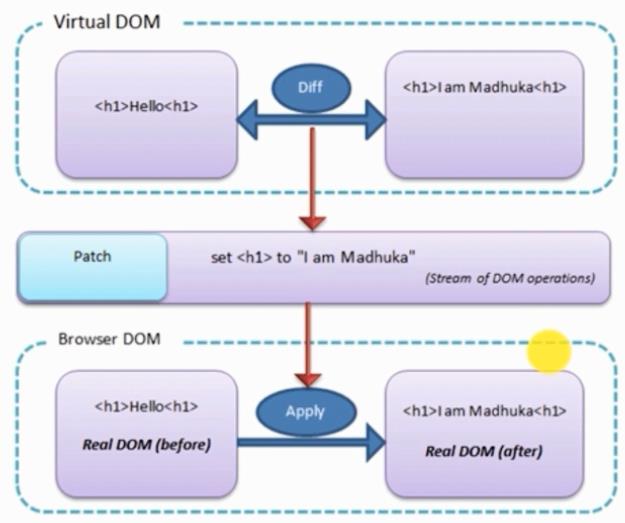 Virtual DOM
<h1>Hello<h1>
Diff
<h1>I am Madhuka<h1>
Patch
set <h1> to "I am Madhuka"
(Stream of DOM operations)
Browser DOM
<h1>Hello<h1>
Real DOM (before)
Apply
<h1>I am Madhuka<h1>
Real DOM (after)